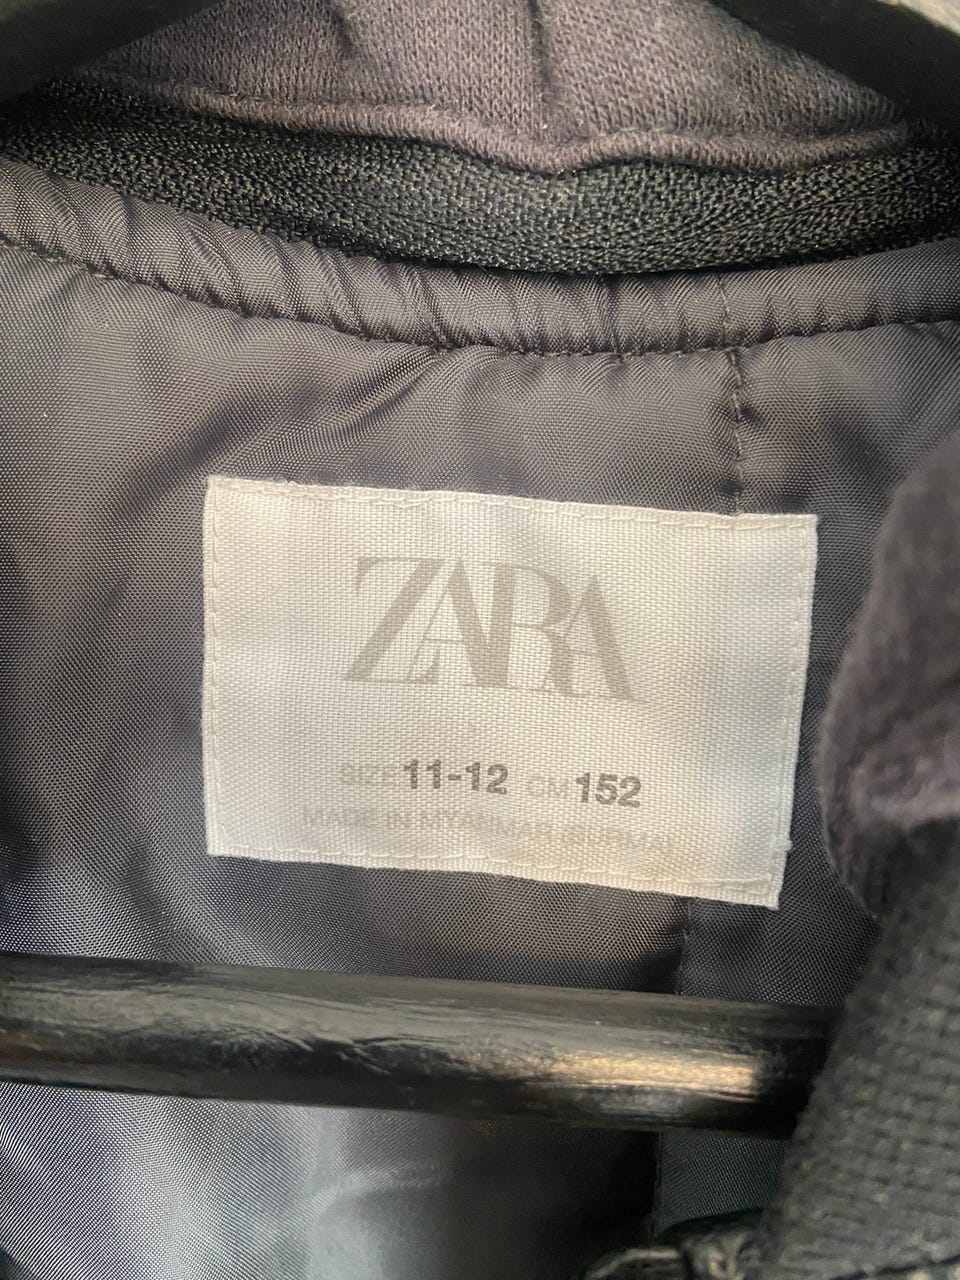 ZARA
SIZE 11-12 CM 152
MADE IN MYANMAR (BURMA)